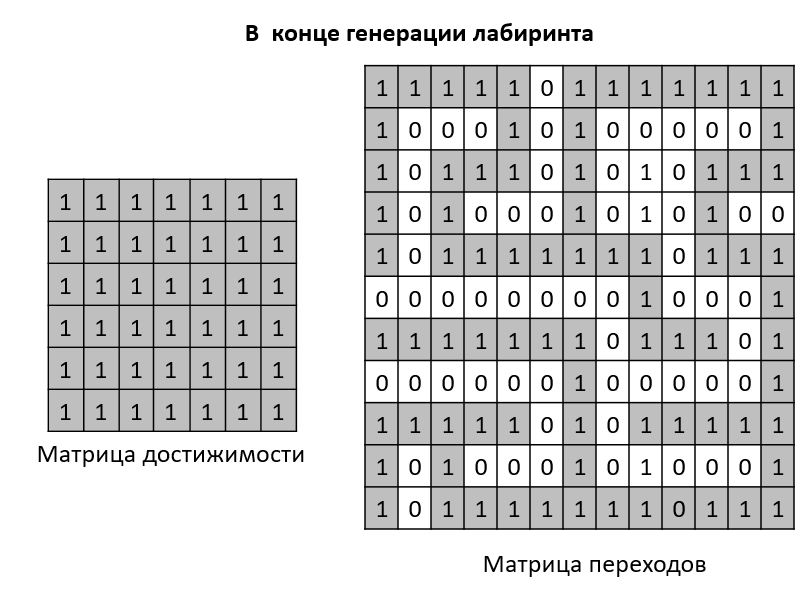 В конце генерации лабиринта
1 1 1 1 1 0 1 1 1 1 1 1 1
1 0 0 0 1 0 1 0 0 0 0 0 1
1 0 1 1 1 0 1 0 1 0 1 1 1
1 0 1 0 0 0 1 0 1 0 1 0 0
1 0 1 1 1 1 1 1 1 0 1 1 1
0 0 0 0 0 0 0 0 1 0 0 0 1
1 1 1 1 1 1 1 0 1 1 1 0 1
0 0 0 0 0 0 1 0 0 0 0 0 1
1 1 1 1 1 0 1 0 1 1 1 1 1
1 0 1 0 0 0 1 0 1 0 0 0 1
1 0 1 1 1 1 1 1 1 0 1 1 1
1 1 1 1 1 1 1
1 1 1 1 1 1 1
1 1 1 1 1 1 1
1 1 1 1 1 1 1
1 1 1 1 1 1 1
1 1 1 1 1 1 1
Матрица достижимости
Матрица переходов